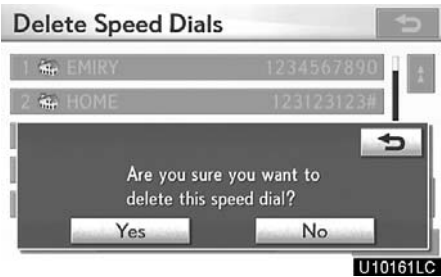 Delete Speed Dials
1 EMIRY 1234567890
2 HOME 123123123#
Are you sure you want to
delete this speed dial?
Yes No
U10161LC